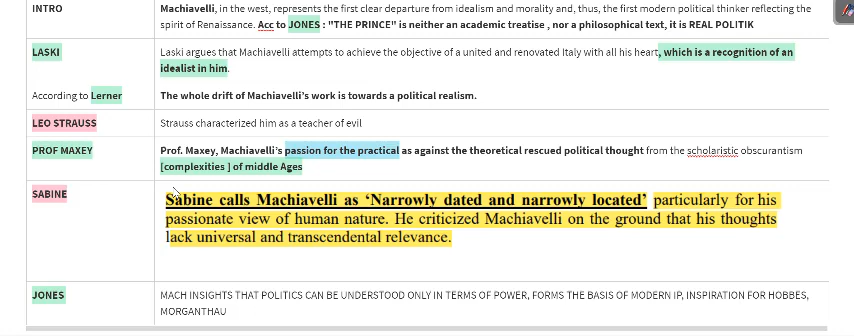 INTRO
Machiavelli, in the west, represents the first clear departure from idealism and morality and, thus, the first modern political thinker reflecting the
spirit of Renaissance. Acc to JONES : "THE PRINCE" is neither an academic treatise , nor a philosophical text, it is REAL POLITIK
LASKI
Laski argues that Machiavelli attempts to achieve the objective of a united and renovated Italy with all his heart, which is a recognition of an
idealist in him.
According to Lerner
The whole drift of Machiavelli's work is towards a political realism.
LEO STRAUSS
Strauss characterized him as a teacher of evil
PROF MAXEY
Prof. Maxey, Machiavelli's passion for the practical as against the theoretical rescued political thought from the scholaristic obscurantism
[complexities ] of middle Ages
SABINE
Sabine calls Machiavelli as 'Narrowly dated and narrowly located' particularly for his
passionate view of human nature. He criticized Machiavelli on the ground that his thoughts
lack universal and transcendental relevance.
JONES
MACH INSIGHTS THAT POLITICS CAN BE UNDERSTOOD ONLY IN TERMS OF POWER, FORMS THE BASIS OF MODERN IP, INSPIRATION FOR HOBBES,
MORGANTHAU